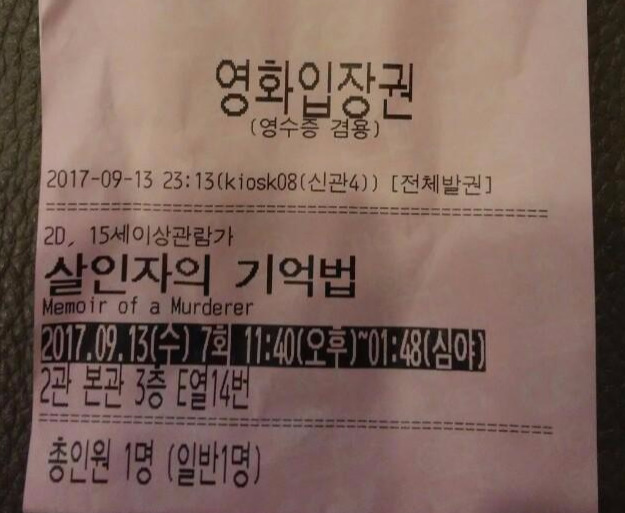 영화입장권
(영수증 겸용)
2017-09-13 23:13(kiosk08(신관4)) [전체발권]
================================================
2D, 15세이상관람가
살인자의 기억법
Memoir of a Murderer
2017.09.13(수) 7회 11:40(오후)~01:48(심야)
2관 본관 3층 E열14번
================================================
총인원 1명 (일반1명)